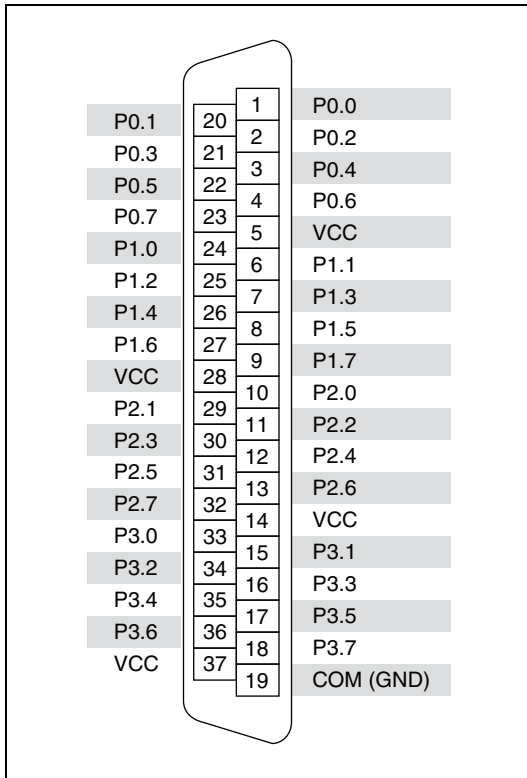 1 P0.0
P0.1 20
2 P0.2
P0.3 21
3 P0.4
P0.5 22
4 P0.6
P0.7 23
5 VCC
P1.0 24
6 P1.1
P1.2 25
7 P1.3
P1.4 26
8 P1.5
P1.6 27
9 P1.7
VCC 28
10 P2.0
P2.1 29
11 P2.2
P2.3 30
12 P2.4
P2.5 31
13 P2.6
P2.7 32
14 VCC
P3.0 33
15 P3.1
P3.2 34
16 P3.3
P3.4 35
17 P3.5
P3.6 36
18 P3.7
VCC 37
19 COM (GND)